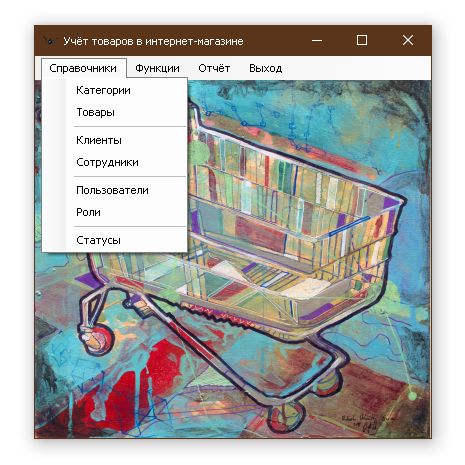 Учёт товаров в интернет-магазине
Справочники Функции Отчёт Выход
Категории
Товары
Клиенты
Сотрудники
Пользователи
Роли
Статусы